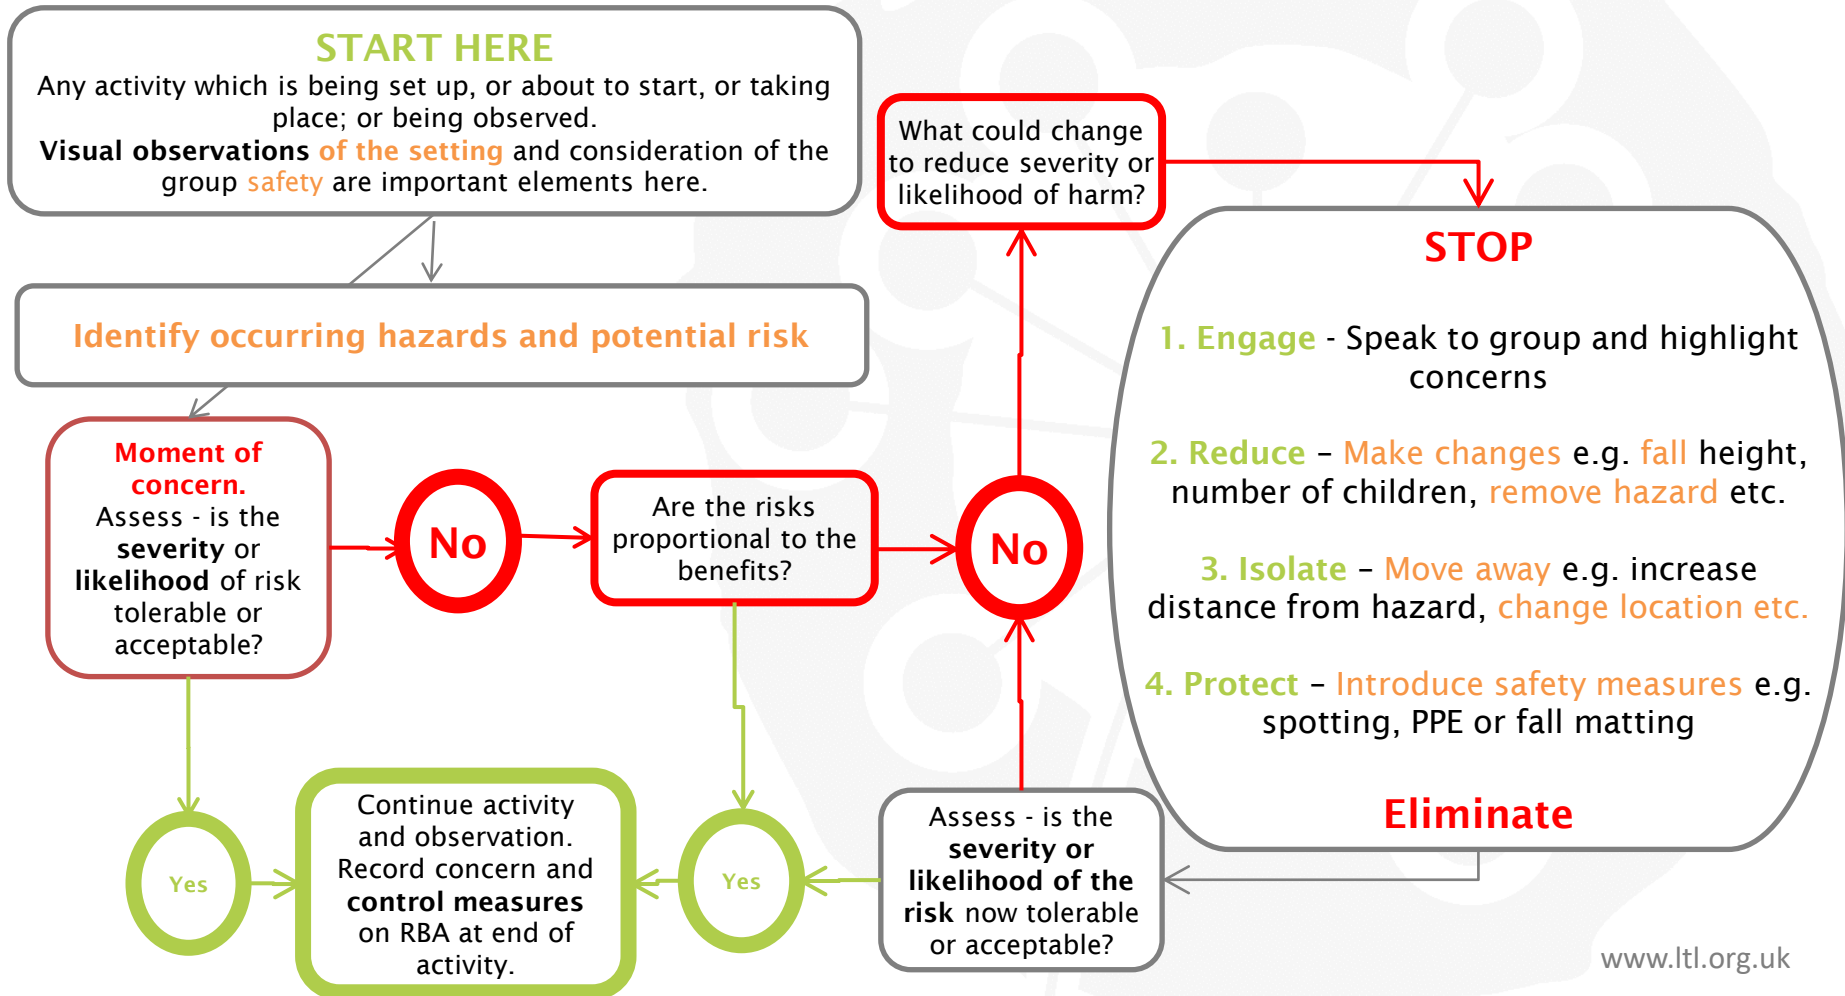 START HERE
Any activity which is being set up, or about to start, or taking
place; or being observed.
Visual observations of the setting and consideration of the
group safety are important elements here.
Identify occurring hazards and potential risk
Moment of
concern.
Assess - is the
severity or
likelihood of risk
tolerable or
acceptable?
No
Are the risks
proportional to the
benefits?
No
What could change
to reduce severity or
likelihood of harm?
STOP
1. Engage - Speak to group and highlight
concerns
2. Reduce – Make changes e.g. fall height,
number of children, remove hazard etc.
3. Isolate – Move away e.g. increase
distance from hazard, change location etc.
4. Protect – Introduce safety measures e.g.
spotting, PPE or fall matting
Eliminate
Assess - is the
severity or
likelihood of the
risk now tolerable
or acceptable?
Yes
Continue activity
and observation.
Record concern and
control measures
on RBA at end of
activity.
Yes
www.ltl.org.uk